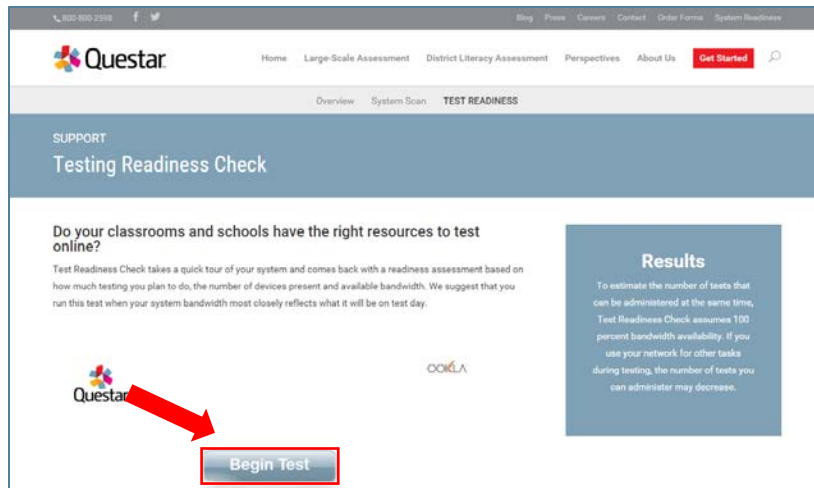 800-800-2598
Blog Press Careers Contact Order Forms System Readiness
Questar
Home Large-Scale Assessment District Literacy Assessment Perspectives About Us Get Started
Overview System Scan TEST READINESS
SUPPORT
Testing Readiness Check
Do your classrooms and schools have the right resources to test
online?
Test Readiness Check takes a quick tour of your system and comes back with a readiness assessment based on
how much testing you plan to do, the number of devices present and available bandwidth. We suggest that you
run this test when your system bandwidth most closely reflects what it will be on test day.
Results
To estimate the number of tests that
can be administered at the same time,
Test Readiness Check assumes 100
percent bandwidth availability. If you
use your network for other tasks
during testing, the number of tests you
can administer may decrease.
Questar
OOKLA
Begin Test